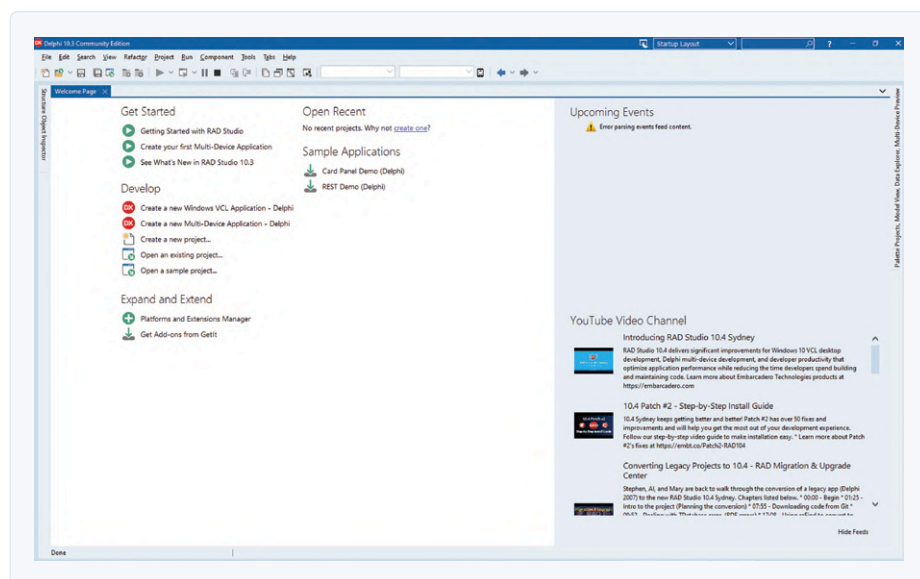 Delphi 10.3 Community Edition
Startup Layout
File Edit Search View Refactor Project Run Component Tools Tabs Help
Welcome Page
Structure Object Inspector
Get Started
Getting Started with RAD Studio
Create your first Multi-Device Application
See What's New in RAD Studio 10.3
Develop
DX Create a new Windows VCL Application - Delphi
DX Create a new Multi-Device Application - Delphi
Create a new project...
Open an existing project...
Open a sample project...
Expand and Extend
Platforms and Extensions Manager
Get Add-ons from GetIt
Open Recent
No recent projects. Why not create one?
Sample Applications
Card Panel Demo (Delphi)
REST Demo (Delphi)
Upcoming Events
Error parsing events feed content.
YouTube Video Channel
Introducing RAD Studio 10.4 Sydney
RAD Studio 10.4 delivers significant improvements for Windows 10 VCL desktop
development, Delphi multi-device development, and developer productivity that
optimize application performance while reducing the time developers spend building
and maintaining code. Learn more about Embarcadero Technologies products at
https://embarcadero.com
10.4 Patch #2 - Step-by-Step Install Guide
10.4 Sydney keeps getting better and better! Patch #2 has over 50 fixes and
improvements and will help you get the most out of your development experience.
Follow our step-by-step video guide to make installation easy. * Learn more about Patch
#2's fixes at https://embt.co/Patch2-RAD104
Converting Legacy Projects to 10.4 - RAD Migration & Upgrade
Center
Stephen, Al, and Mary are back to walk through the conversion of a legacy app (Delphi
2007) to the new RAD Studio 10.4 Sydney. Chapters listed below. * 00:00 - Begin * 01:23 -
Intro to the project (Planning the conversion) * 07:55 - Downloading code from Git *
Hide Feeds
Palette Projects, Model View, Data Explorer, Multi-Device Preview
Done